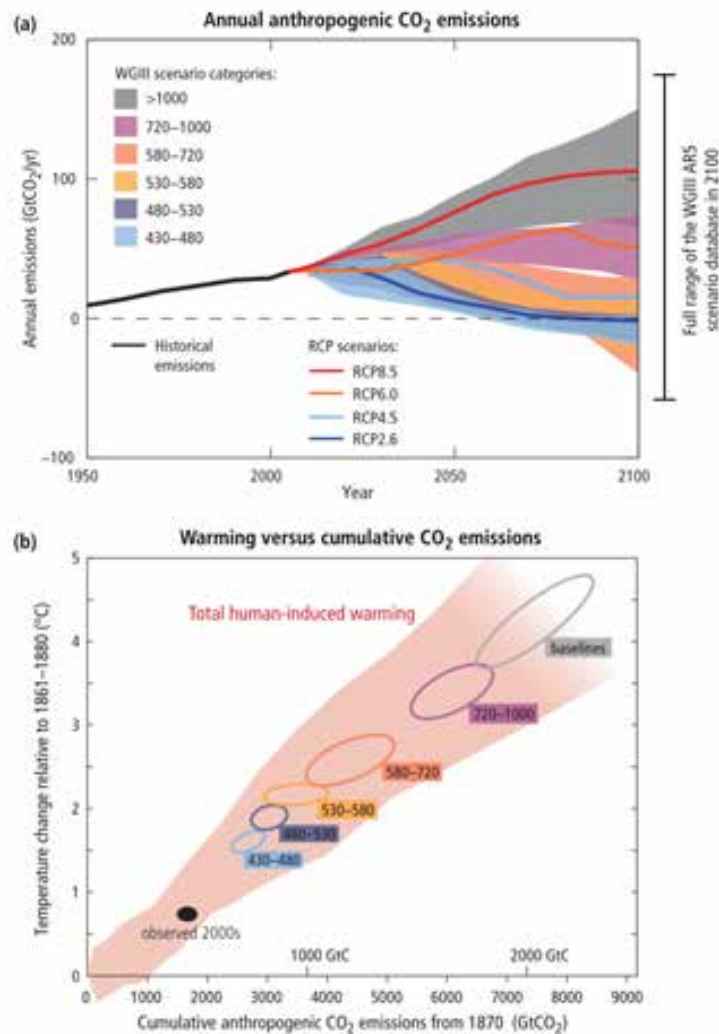 (a)
Annual anthropogenic CO₂ emissions
200
WGIII scenario categories:
>1000
720–1000
580–720
530–580
480–530
430–480
100
0
–100
Annual emissions (GtCO₂/yr)
Historical
emissions
RCP scenarios:
RCP8.5
RCP6.0
RCP4.5
RCP2.6
1950
2000
2050
2100
Year
Full range of the WGIII AR5
scenario database in 2100
(b)
Warming versus cumulative CO₂ emissions
5
4
3
2
1
0
Temperature change relative to 1861–1880 (°C)
Total human-induced warming
baselines
720–1000
580–720
530–580
480–530
430–480
observed 2000s
1000 GtC
2000 GtC
0
1000
2000
3000
4000
5000
6000
7000
8000
9000
Cumulative anthropogenic CO₂ emissions from 1870 (GtCO₂)